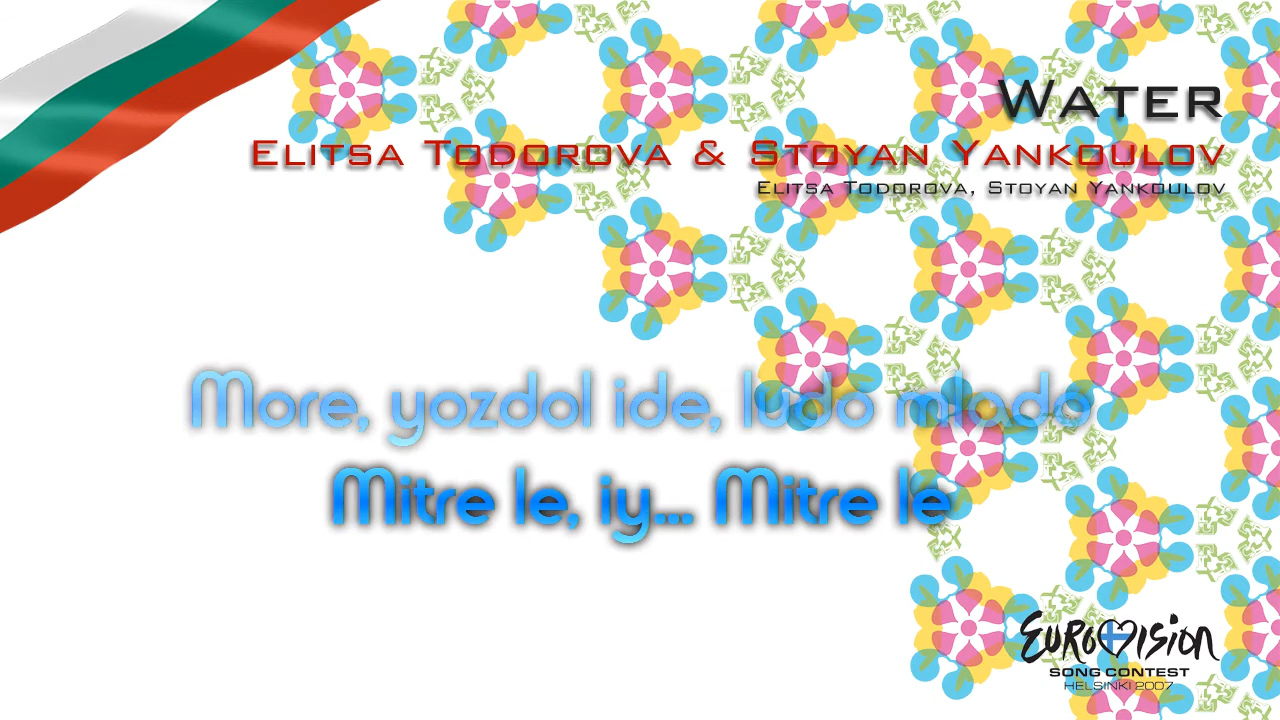 Water
Elitsa Todorova & Stoyan Yankoulov
Elitsa Todorova, Stoyan Yankoulov
More, yozdol ide, ludo mlado
Mitre le, iy... Mitre le
EUROVISION
SONG CONTEST
HELSINKI 2007